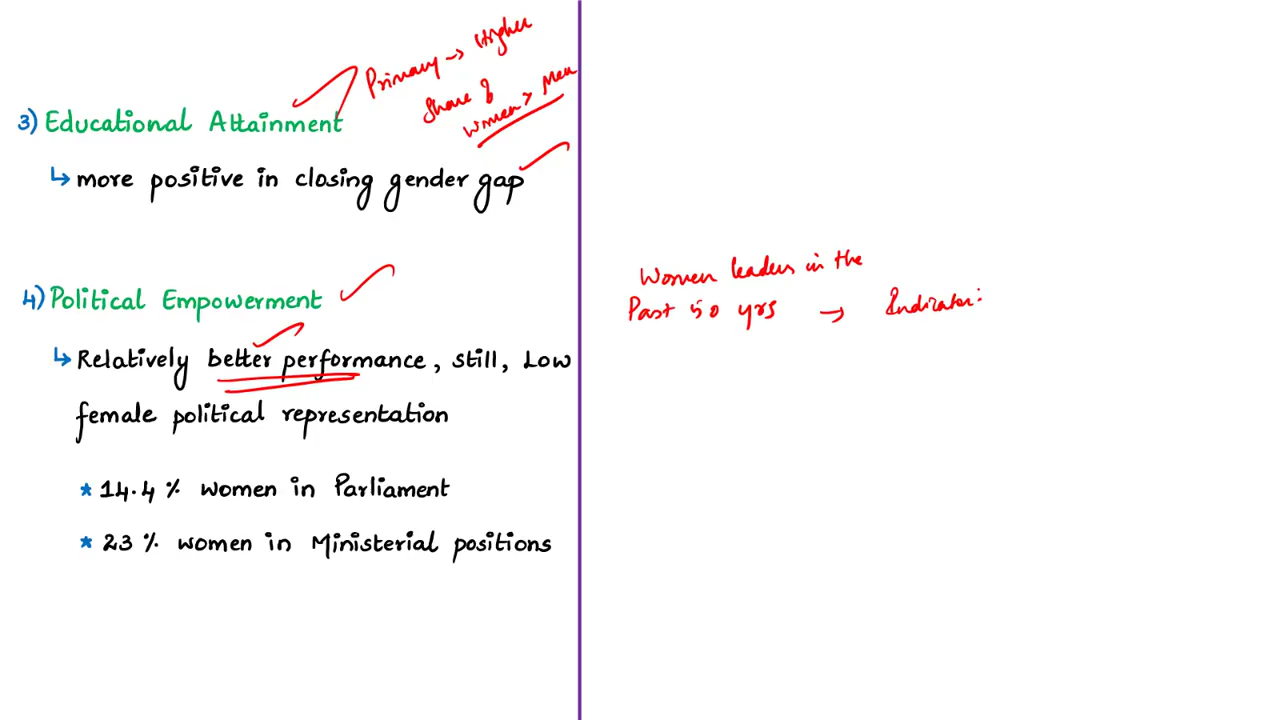 Primary → Higher
Share of
women > Men
3) Educational Attainment
↳ more positive in closing gender gap
4) Political Empowerment
↳ Relatively better performance, still, Low
female political representation
* 14.4 % women in Parliament
* 23 % women in Ministerial positions
Women leaders in the
Past 50 yrs → Indicator: